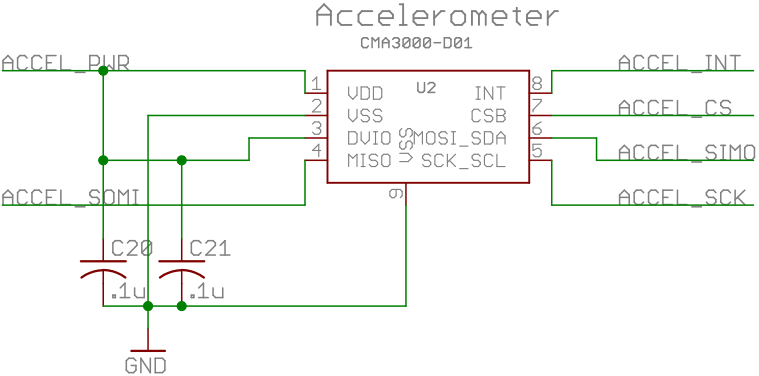 Accelerometer
CMA3000-D01
ACCEL_PWR
ACCEL_INT
1 VDD U2 INT 8
2 VSS CSB 7
ACCEL_CS
3 DVIO MOSI_SDA 6
4 MISO VSS SCK_SCL 5
ACCEL_SIMO
ACCEL_SOMI
9
ACCEL_SCK
C20 C21
.1u .1u
GND